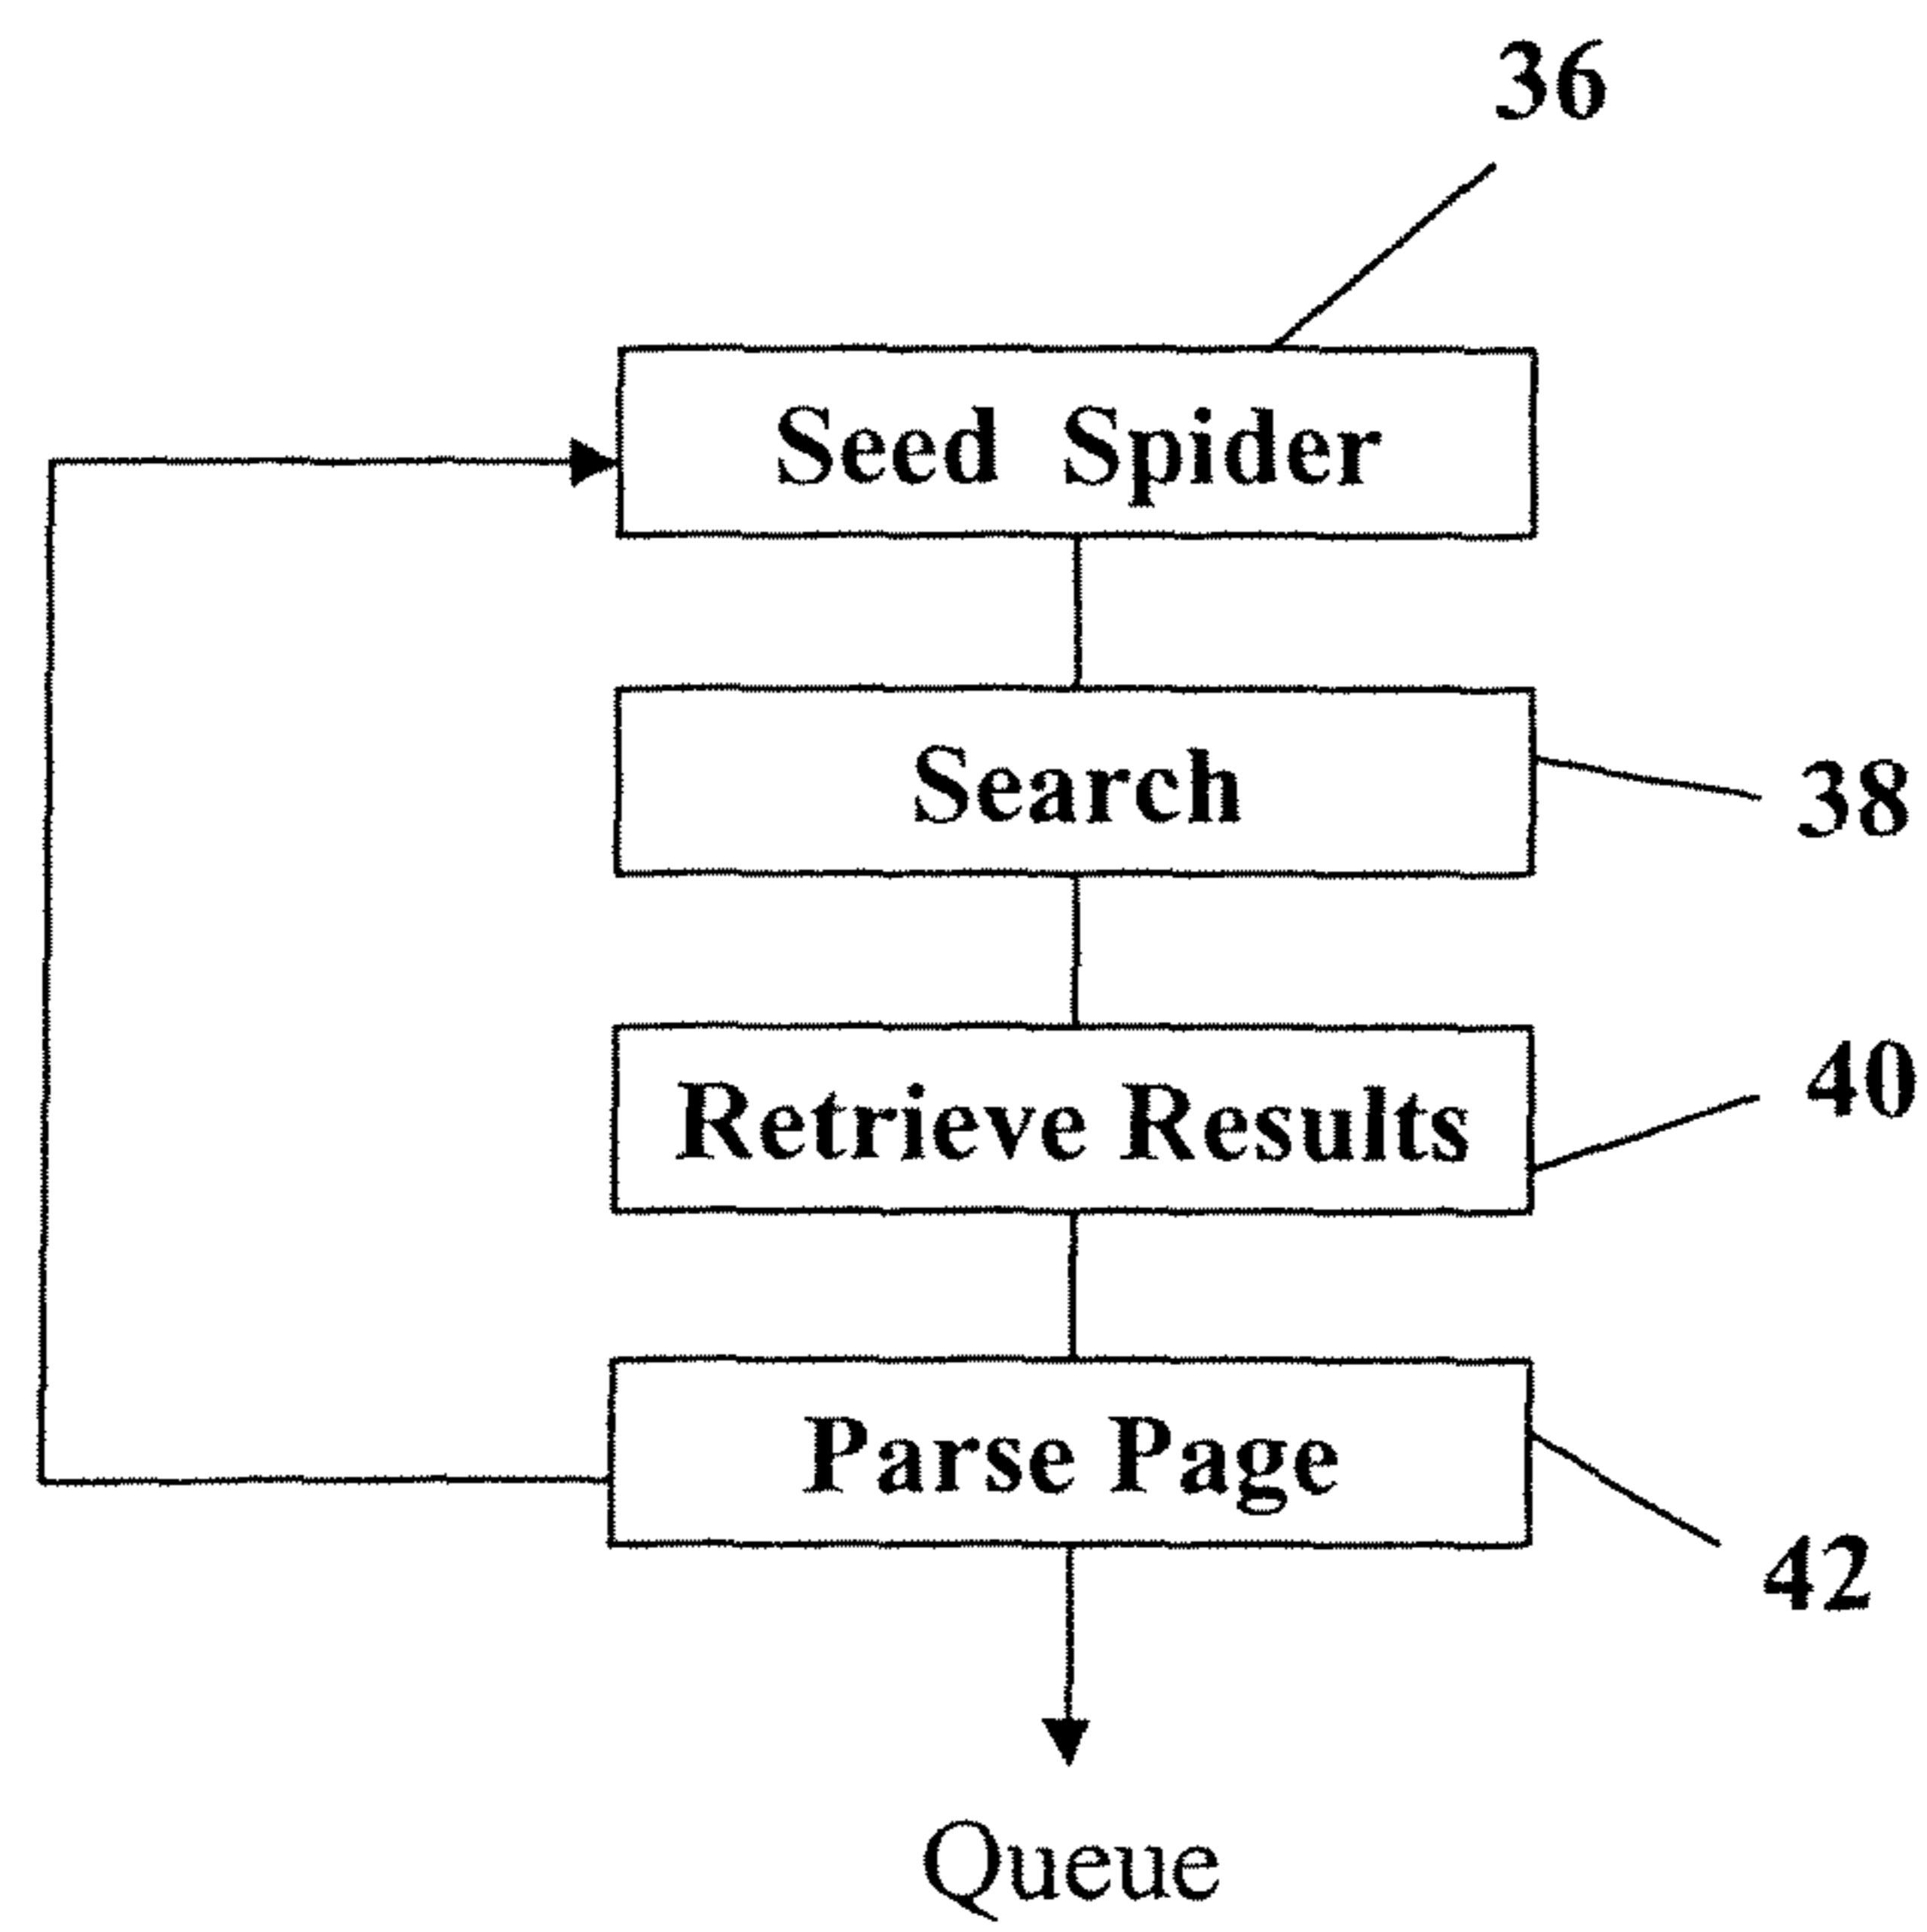 36
Seed Spider
Search
38
Retrieve Results
40
Parse Page
42
Queue